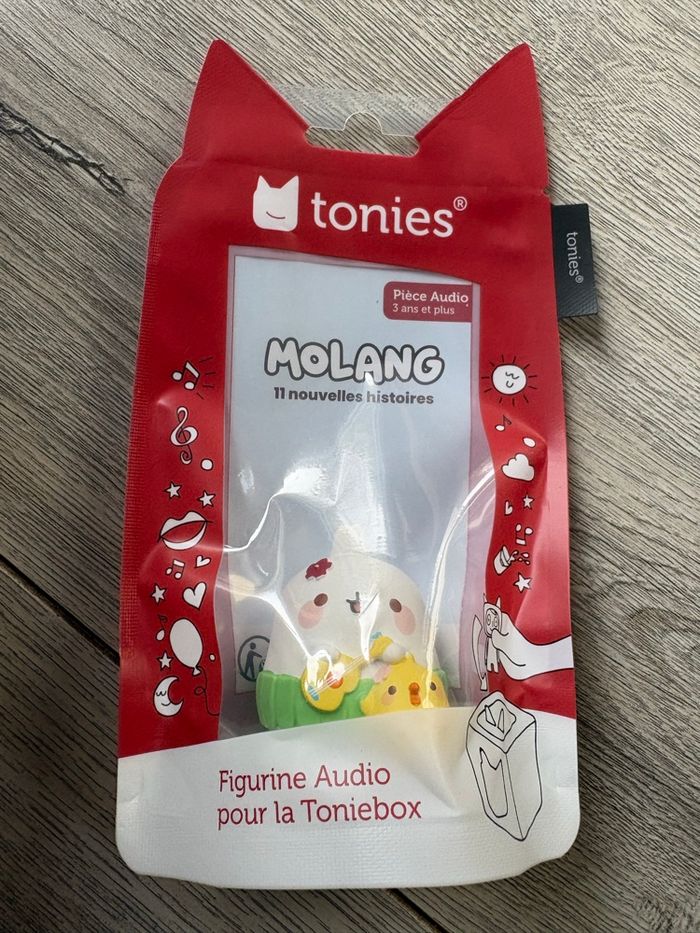 tonies®
tonies®
Pièce Audio
3 ans et plus
MOLANG
11 nouvelles histoires
Figurine Audio
pour la Toniebox